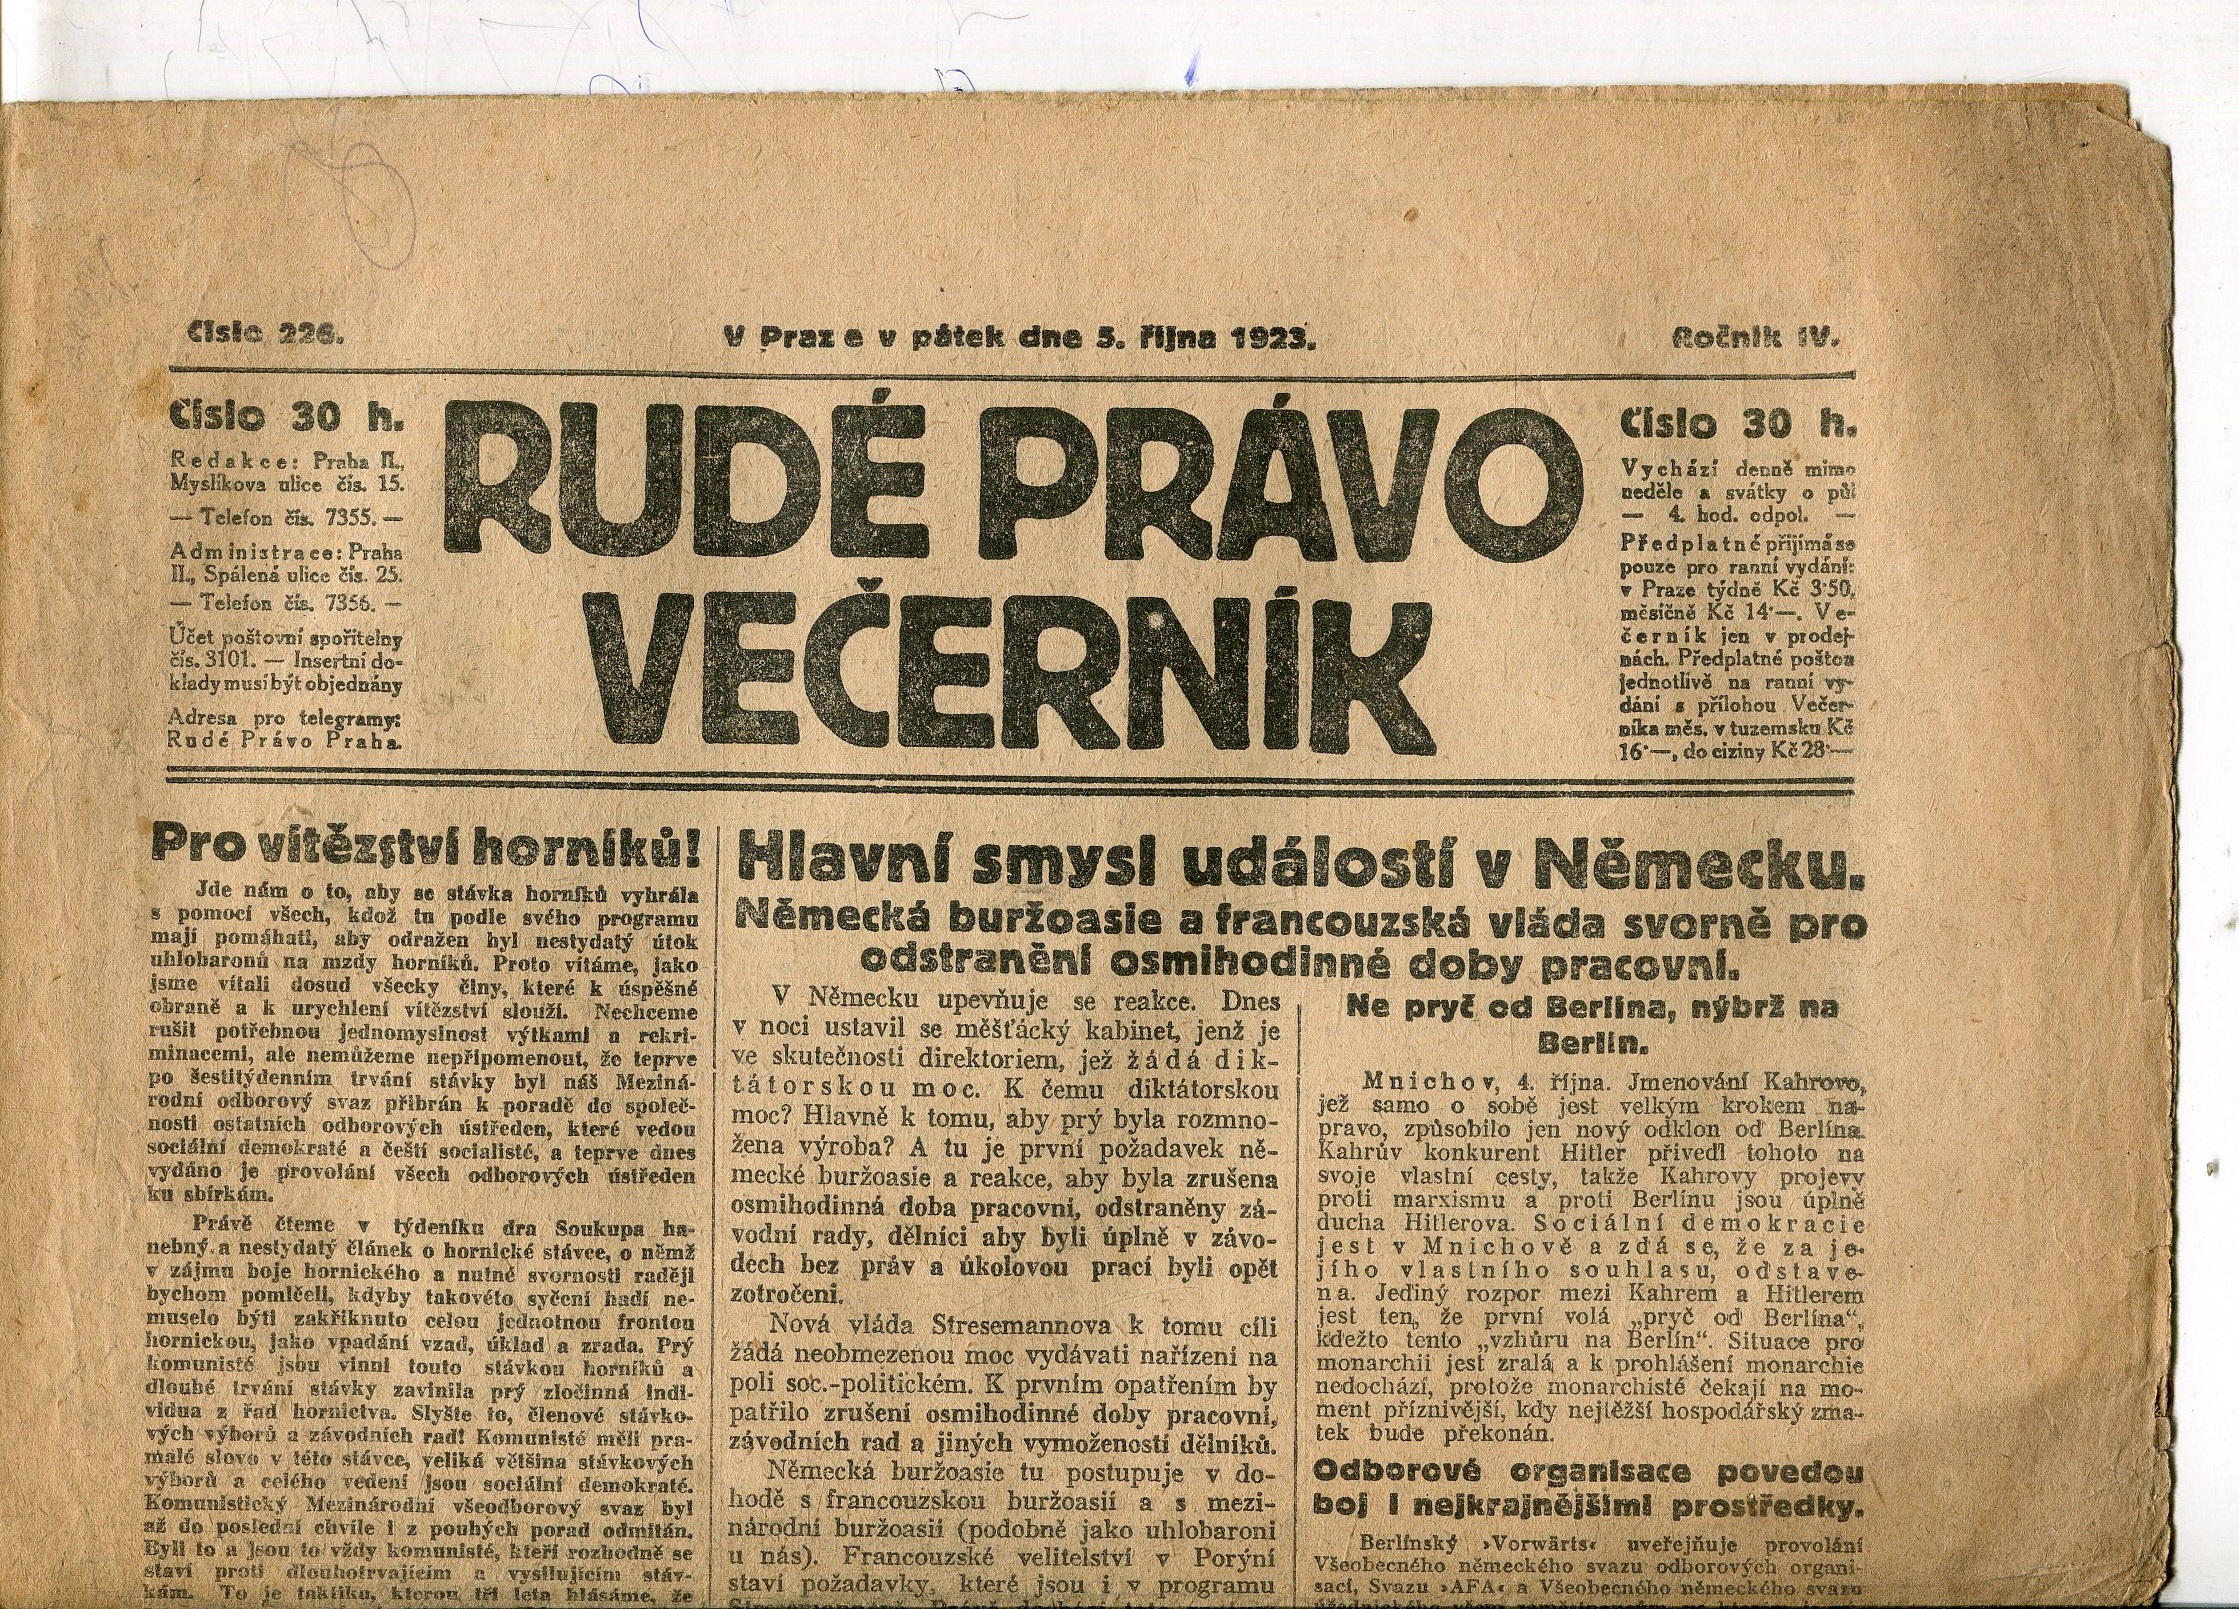 Číslo 226.
V Praze v pátek dne 5. října 1923.
Ročník IV.
Číslo 30 h.
Redakce: Praha II.,
Myslíkova ulice čís. 15.
— Telefon čís. 7355. —
Administrace: Praha
II., Spálená ulice čís. 25.
— Telefon čís. 7356. —
Účet poštovní spořitelny
čís. 3101. — Insertní do-
klady musí být objednány
Adresa pro telegramy:
Rudé Právo Praha.
RUDÉ PRÁVO
VEČERNÍK
Číslo 30 h.
Vychází denně mimo
neděle a svátky o půl
— 4. hod. odpol. —
Předplatné přijímá se
pouze pro ranní vydání:
v Praze týdně Kč 3·50,
měsíčně Kč 14·—. Ve-
černík jen v prodej-
nách. Předplatné poštou
jednotlivě na ranní vy-
dání s přílohou Večer-
níka měs. v tuzemsku Kč
16·—, do ciziny Kč 28·—
Pro vítězství horníků!
Jde nám o to, aby se stávka horníků vyhrála
s pomocí všech, kdož tu podle svého programu
mají pomáhati, aby odražen byl nestydatý útok
uhlobaronů na mzdy horníků. Proto vítáme, jako
jsme vítali dosud všecky činy, které k úspěšné
obraně a k urychlení vítězství slouží. Nechceme
rušit potřebnou jednomyslnost výtkami a rekri-
minacemi, ale nemůžeme nepřipomenout, že teprve
po šestitýdenním trvání stávky byl náš Meziná-
rodní odborový svaz přibrán k poradě do společ-
nosti ostatních odborových ústředen, které vedou
sociální demokraté a čeští socialisté, a teprve dnes
vydáno je provolání všech odborových ústředen
ku sbírkám.
Právě čteme v týdeníku dra Soukupa ha-
nebný a nestydatý článek o hornické stávce, o němž
v zájmu boje hornického a nutné svornosti raději
bychom pomlčeli, kdyby takovéto syčení hadí ne-
muselo býti zakřiknuto celou jednotnou frontou
hornickou, jako vpadání vzad, úklad a zrada. Prý
komunisté jsou vinni touto stávkou horníků a
dlouhé trvání stávky zavinila prý zločinná indi-
vidua z řad hornictva. Slyšte to, členové stávko-
vých výborů a závodních rad! Komunisté měli pra-
malé slovo v této stávce, veliká většina stávkových
výborů a celého vedení jsou sociální demokraté.
Komunistický Mezinárodní všeodborový svaz byl
až do poslední chvíle i z pouhých porad odmítán.
Byli to a jsou to vždy komunisté, kteří rozhodně se
staví proti dlouhotrvajícím a vysilujícím stáv-
kám. To je taktika, kterou tři leta hlásáme, že
Hlavní smysl událostí v Německu.
Německá buržoasie a francouzská vláda svorně pro
odstranění osmihodinné doby pracovní.
V Německu upevňuje se reakce. Dnes
v noci ustavil se měšťácký kabinet, jenž je
ve skutečnosti direktoriem, jež žádá dik-
tátorskou moc. K čemu diktátorskou
moc? Hlavně k tomu, aby prý byla rozmno-
žena výroba? A tu je první požadavek ně-
mecké buržoasie a reakce, aby byla zrušena
osmihodinná doba pracovní, odstraněny zá-
vodní rady, dělníci aby byli úplně v závo-
dech bez práv a úkolovou prací byli opět
zotročeni.
Nová vláda Stresemannova k tomu cíli
žádá neobmezenou moc vydávati nařízení na
poli soc.-politickém. K prvním opatřením by
patřilo zrušení osmihodinné doby pracovní,
závodních rad a jiných vymožeností dělníků.
Německá buržoasie tu postupuje v do-
hodě s francouzskou buržoasií a s mezi-
národní buržoasií (podobně jako uhlobaroni
u nás). Francouzské velitelství v Porýní
staví požadavky, které jsou i v programu
Ne pryč od Berlína, nýbrž na
Berlín.
Mnichov, 4. října. Jmenování Kahrovo,
jež samo o sobě jest velkým krokem na-
pravo, způsobilo jen nový odklon od Berlína.
Kahrův konkurent Hitler přivedl tohoto na
svoje vlastní cesty, takže Kahrovy projevy
proti marxismu a proti Berlínu jsou úplně
ducha Hitlerova. Sociální demokracie
jest v Mnichově a zdá se, že za je-
jího vlastního souhlasu, odstave-
na. Jediný rozpor mezi Kahrem a Hitlerem
jest ten, že první volá „pryč od Berlína“,
kdežto tento „vzhůru na Berlín“. Situace pro
monarchii jest zralá a k prohlášení monarchie
nedochází, protože monarchisté čekají na mo-
ment příznivější, kdy nejtěžší hospodářský zma-
tek bude překonán.
Odborové organisace povedou
boj i nejkrajnějšími prostředky.
Berlínský »Vorwärts« uveřejňuje provolání
Všeobecného německého svazu odborových organi-
sací, Svazu »AFA« a Všeobecného německého svazu